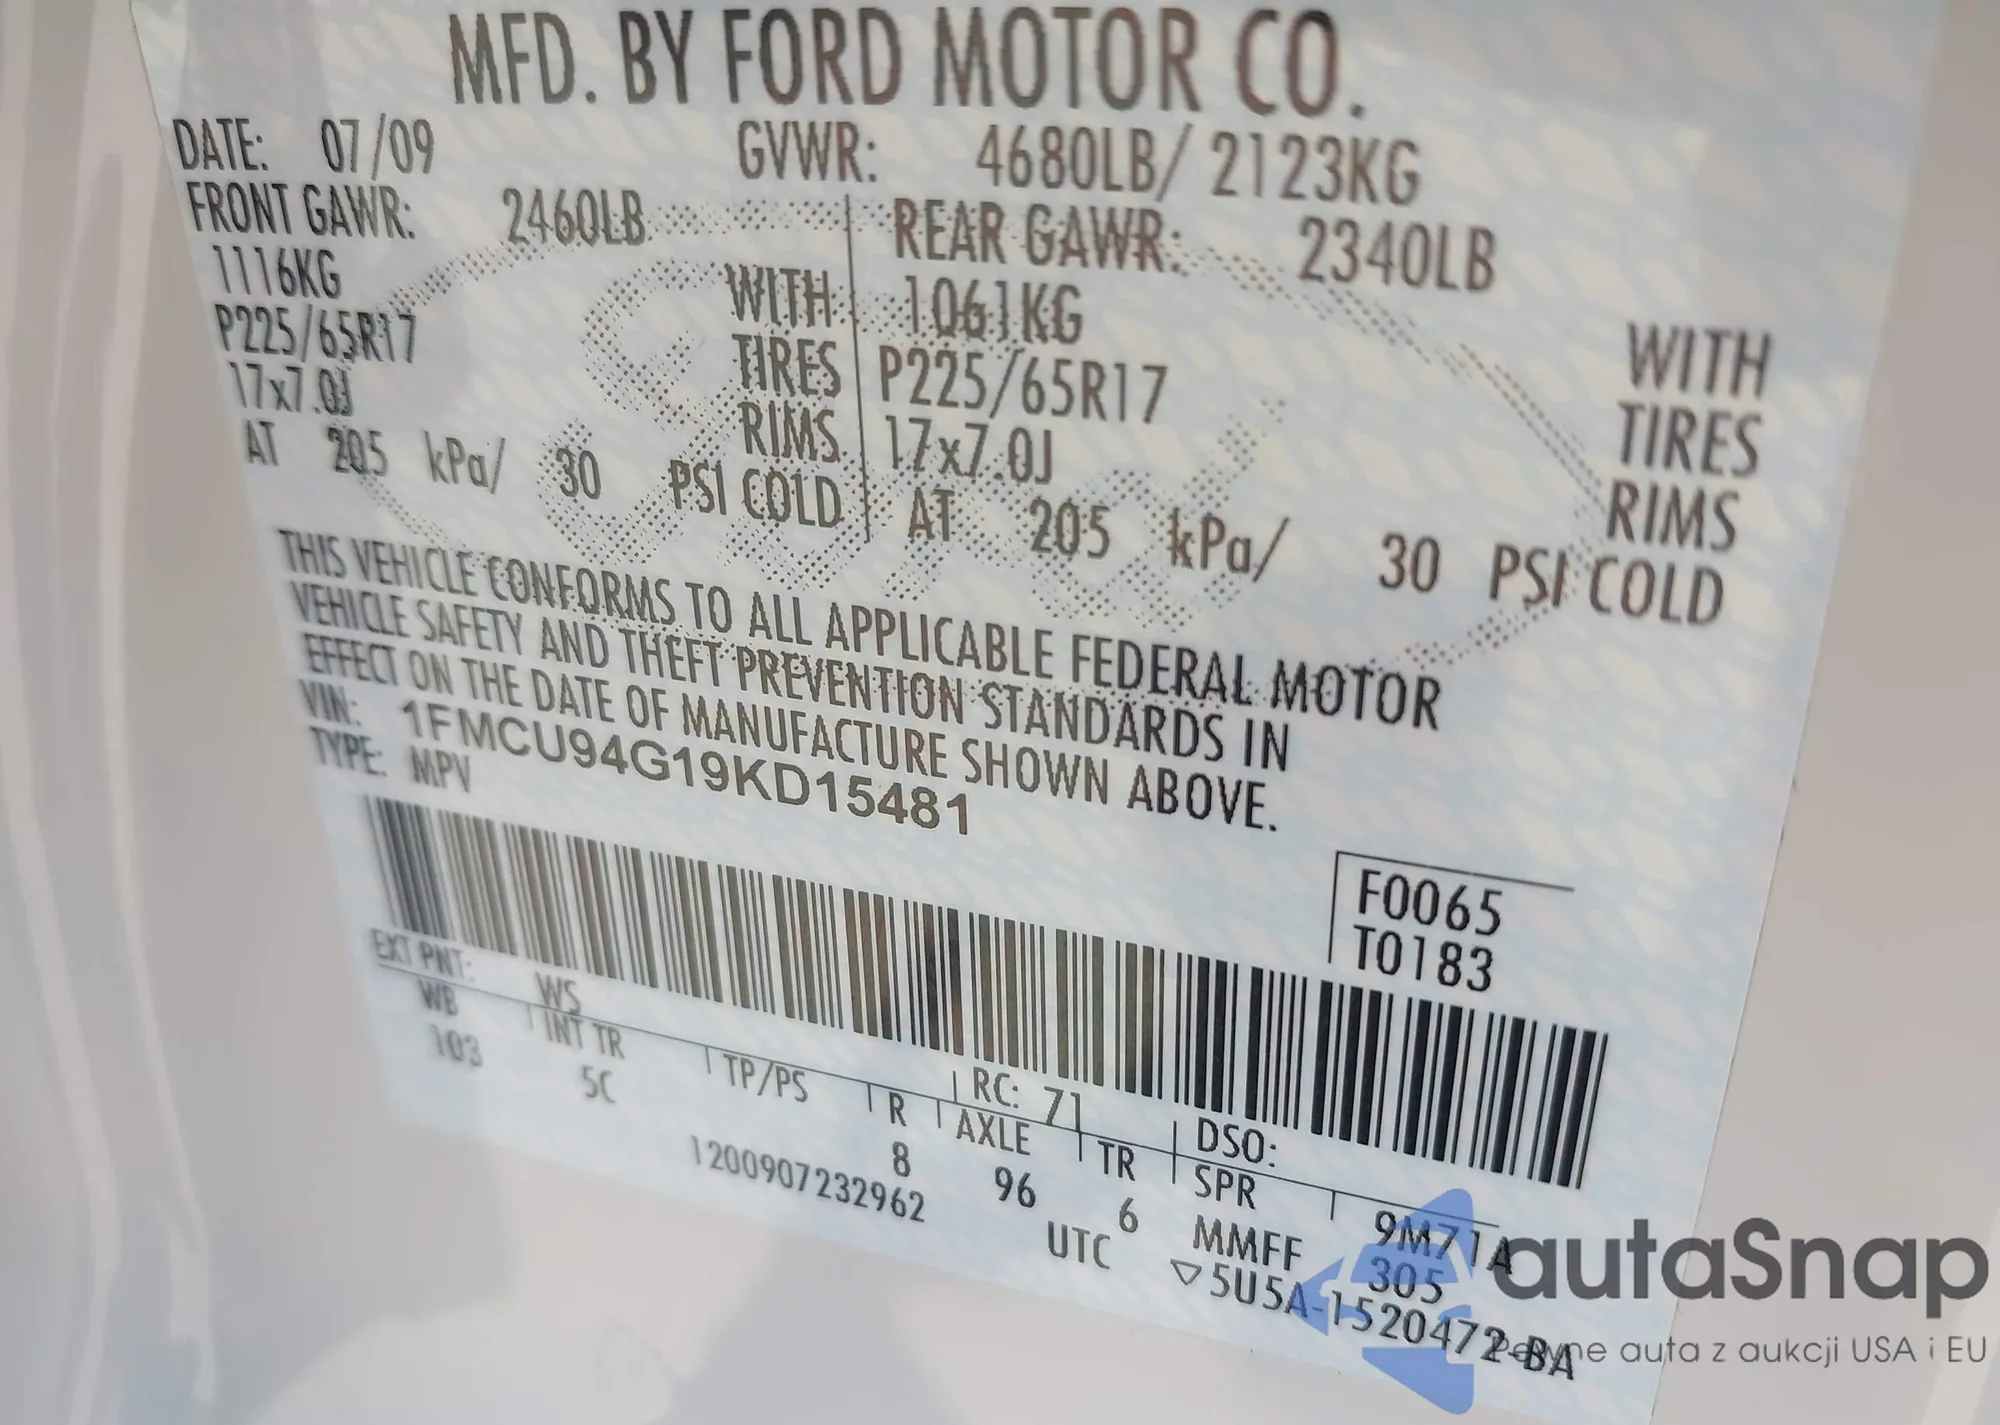 MFD. BY FORD MOTOR CO.
DATE: 07/09 GVWR: 4680LB/ 2123KG
FRONT GAWR: 2460LB REAR GAWR: 2340LB
1116KG WITH 1061KG WITH
P225/65R17 TIRES P225/65R17 TIRES
17x7.0J RIMS 17x7.0J RIMS
AT 205 kPa/ 30 PSI COLD AT 205 kPa/ 30 PSI COLD
THIS VEHICLE CONFORMS TO ALL APPLICABLE FEDERAL MOTOR
VEHICLE SAFETY AND THEFT PREVENTION STANDARDS IN
EFFECT ON THE DATE OF MANUFACTURE SHOWN ABOVE.
VIN: 1FMCU94G19KD15481
TYPE: MPV
F0065
T0183
EXT PNT: WS RC: 71 DSO:
WB INT TR TP/PS R AXLE TR SPR 9M71A
103 5C 8 96 6 MMFF 305
1200907232962 UTC ▽5U5A-1520472-BA
autaSnap
Pewne auta z aukcji USA i EU